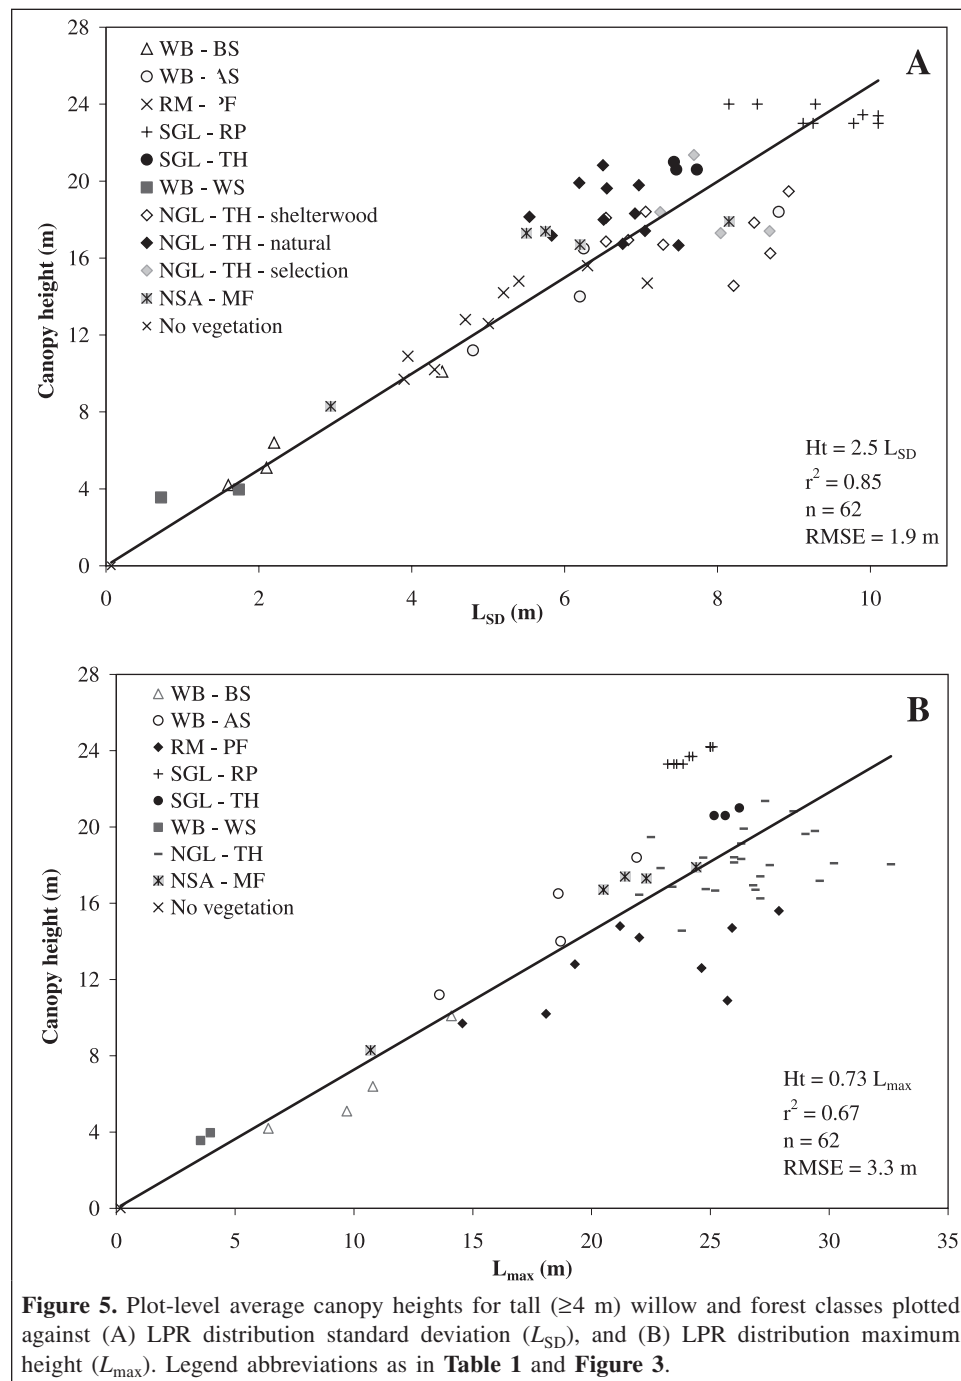 28
24
20
16
12
8
4
0
Canopy height (m)
WB - BS
WB - AS
RM - PF
SGL - RP
SGL - TH
WB - WS
NGL - TH - shelterwood
NGL - TH - natural
NGL - TH - selection
NSA - MF
No vegetation
A
Ht = 2.5 L_SD
r² = 0.85
n = 62
RMSE = 1.9 m
0 2 4 6 8 10
L_SD (m)
28
24
20
16
12
8
4
0
Canopy height (m)
WB - BS
WB - AS
RM - PF
SGL - RP
SGL - TH
WB - WS
NGL - TH
NSA - MF
No vegetation
B
Ht = 0.73 L_max
r² = 0.67
n = 62
RMSE = 3.3 m
0 5 10 15 20 25 30 35
L_max (m)
Figure 5. Plot-level average canopy heights for tall (≥4 m) willow and forest classes plotted
against (A) LPR distribution standard deviation (L_SD), and (B) LPR distribution maximum
height (L_max). Legend abbreviations as in Table 1 and Figure 3.